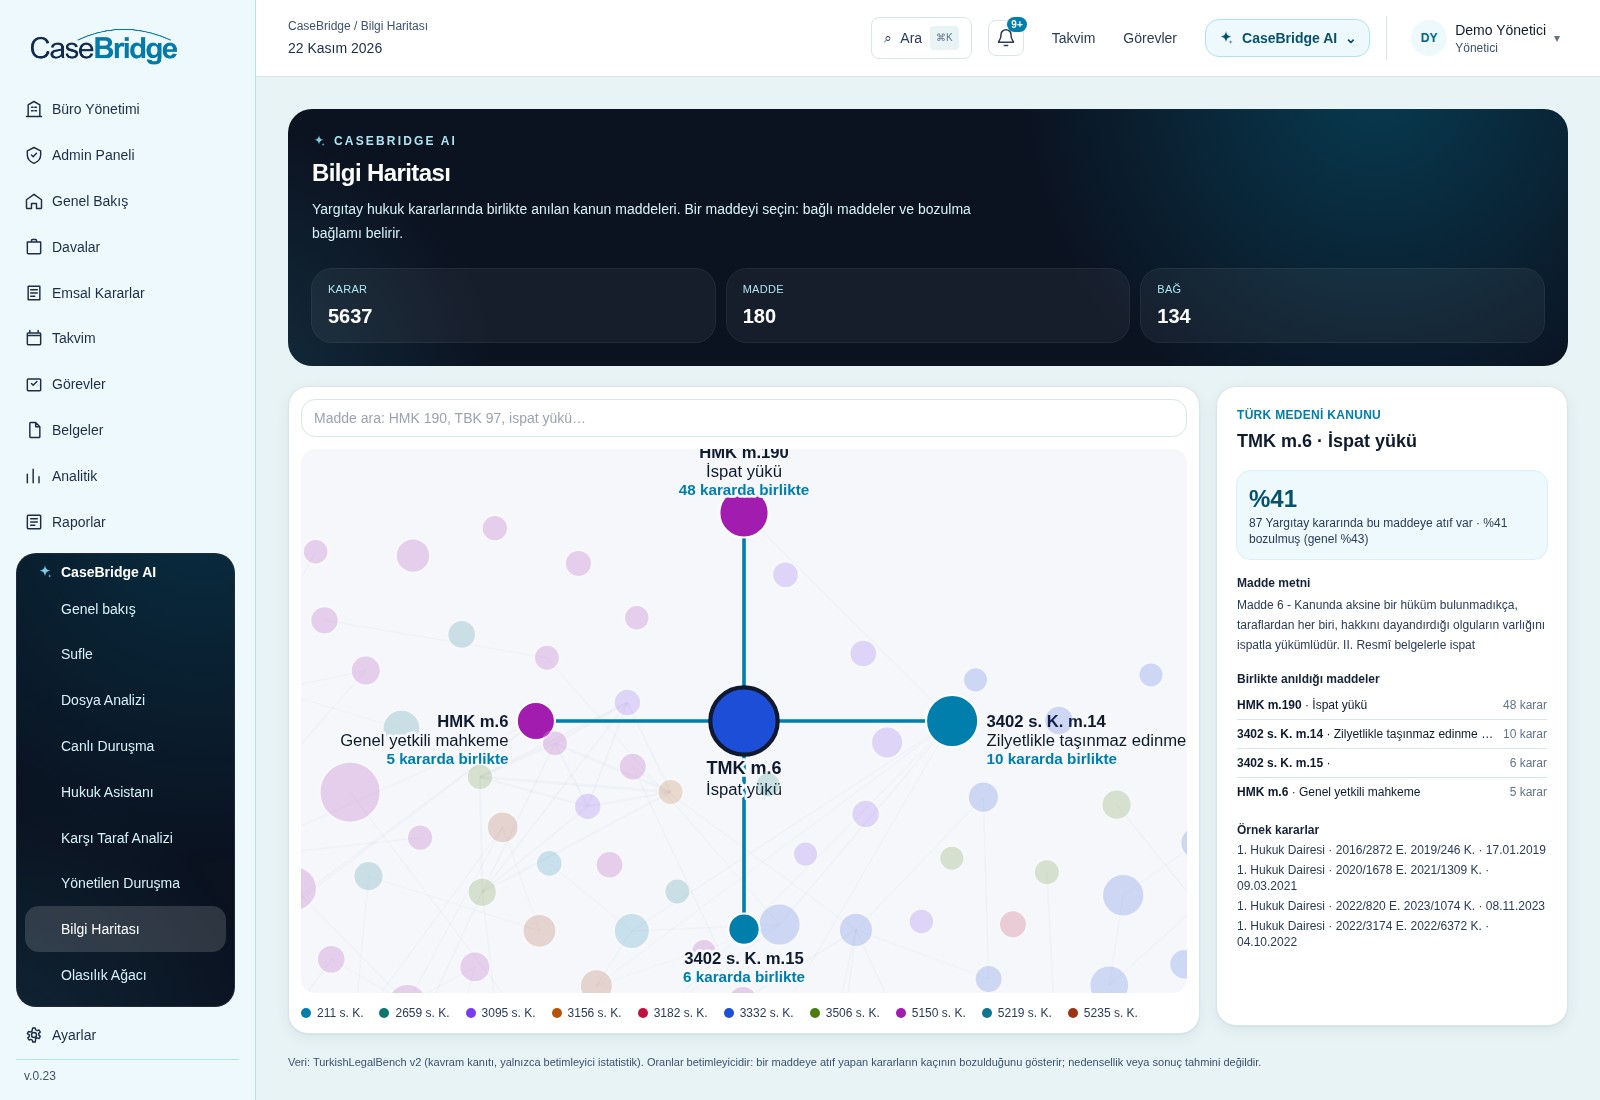 CaseBridge
Büro Yönetimi
Admin Paneli
Genel Bakış
Davalar
Emsal Kararlar
Takvim
Görevler
Belgeler
Analitik
Raporlar
CaseBridge AI
Genel bakış
Sufle
Dosya Analizi
Canlı Duruşma
Hukuk Asistanı
Karşı Taraf Analizi
Yönetilen Duruşma
Bilgi Haritası
Olasılık Ağacı
Ayarlar
v.0.23
CaseBridge / Bilgi Haritası
22 Kasım 2026
Ara ⌘K
9+
Takvim
Görevler
CaseBridge AI
DY
Demo Yönetici
Yönetici
CASEBRIDGE AI
Bilgi Haritası
Yargıtay hukuk kararlarında birlikte anılan kanun maddeleri. Bir maddeyi seçin: bağlı maddeler ve bozulma
bağlamı belirir.
KARAR
5637
MADDE
180
BAĞ
134
Madde ara: HMK 190, TBK 97, ispat yükü…
HMK m.190
İspat yükü
48 kararda birlikte
HMK m.6
Genel yetkili mahkeme
5 kararda birlikte
TMK m.6
İspat yükü
3402 s. K. m.14
Zilyetlikle taşınmaz edinme
10 kararda birlikte
3402 s. K. m.15
6 kararda birlikte
211 s. K.
2659 s. K.
3095 s. K.
3156 s. K.
3182 s. K.
3332 s. K.
3506 s. K.
5150 s. K.
5219 s. K.
5235 s. K.
TÜRK MEDENİ KANUNU
TMK m.6 · İspat yükü
%41
87 Yargıtay kararında bu maddeye atıf var · %41
bozulmuş (genel %43)
Madde metni
Madde 6 - Kanunda aksine bir hüküm bulunmadıkça,
taraflardan her biri, hakkını dayandırdığı olguların varlığını
ispatla yükümlüdür. II. Resmî belgelerle ispat
Birlikte anıldığı maddeler
HMK m.190 · İspat yükü 48 karar
3402 s. K. m.14 · Zilyetlikle taşınmaz edinme … 10 karar
3402 s. K. m.15 · 6 karar
HMK m.6 · Genel yetkili mahkeme 5 karar
Örnek kararlar
1. Hukuk Dairesi · 2016/2872 E. 2019/246 K. · 17.01.2019
1. Hukuk Dairesi · 2020/1678 E. 2021/1309 K. ·
09.03.2021
1. Hukuk Dairesi · 2022/820 E. 2023/1074 K. · 08.11.2023
1. Hukuk Dairesi · 2022/3174 E. 2022/6372 K. ·
04.10.2022
Veri: TurkishLegalBench v2 (kavram kanıtı, yalnızca betimleyici istatistik). Oranlar betimleyicidir: bir maddeye atıf yapan kararların kaçının bozulduğunu gösterir; nedensellik veya sonuç tahmini değildir.